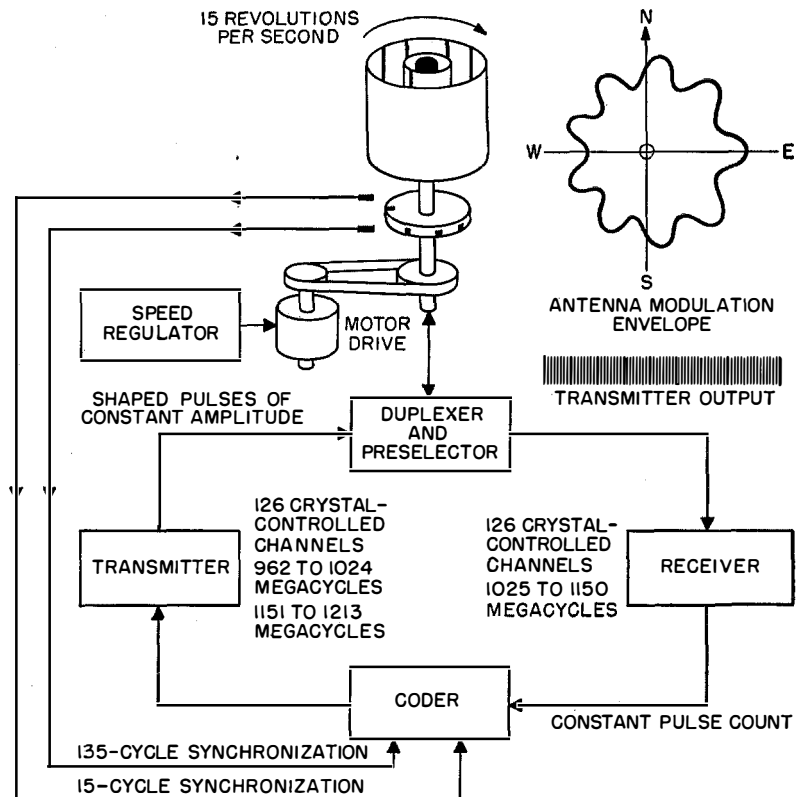 15 REVOLUTIONS
PER SECOND
N
W
E
S
ANTENNA MODULATION
ENVELOPE
SPEED
REGULATOR
MOTOR
DRIVE
TRANSMITTER OUTPUT
SHAPED PULSES OF
CONSTANT AMPLITUDE
DUPLEXER
AND
PRESELECTOR
TRANSMITTER
126 CRYSTAL-
CONTROLLED
CHANNELS
962 TO 1024
MEGACYCLES
1151 TO 1213
MEGACYCLES
126 CRYSTAL-
CONTROLLED
CHANNELS
1025 TO 1150
MEGACYCLES
RECEIVER
CODER
CONSTANT PULSE COUNT
135-CYCLE SYNCHRONIZATION
15-CYCLE SYNCHRONIZATION